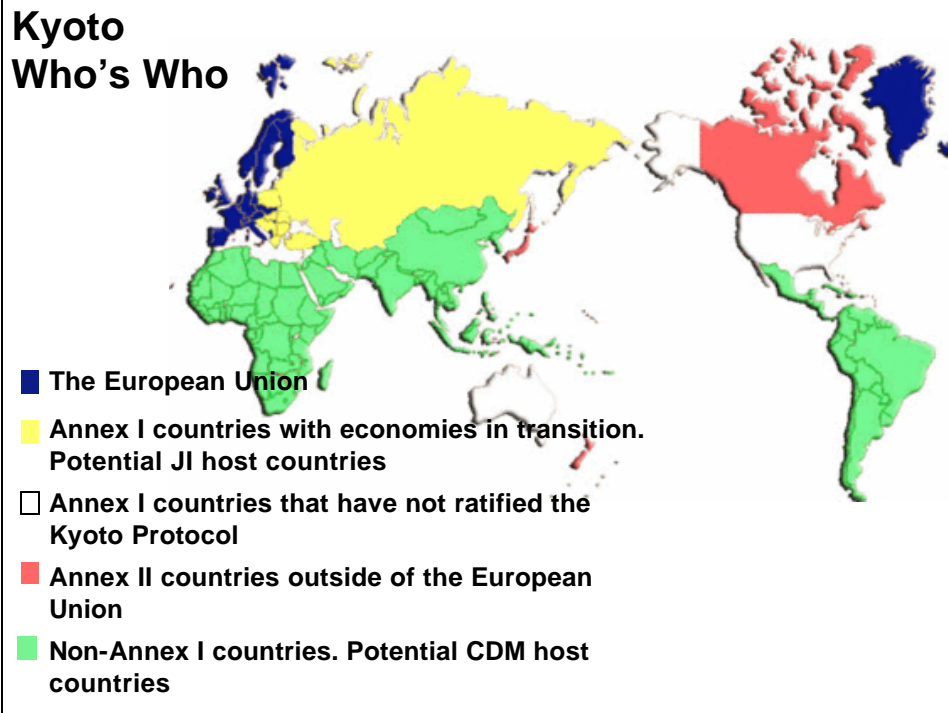 Kyoto
Who's Who
The European Union
Annex I countries with economies in transition.
Potential JI host countries
Annex I countries that have not ratified the
Kyoto Protocol
Annex II countries outside of the European
Union
Non-Annex I countries. Potential CDM host
countries